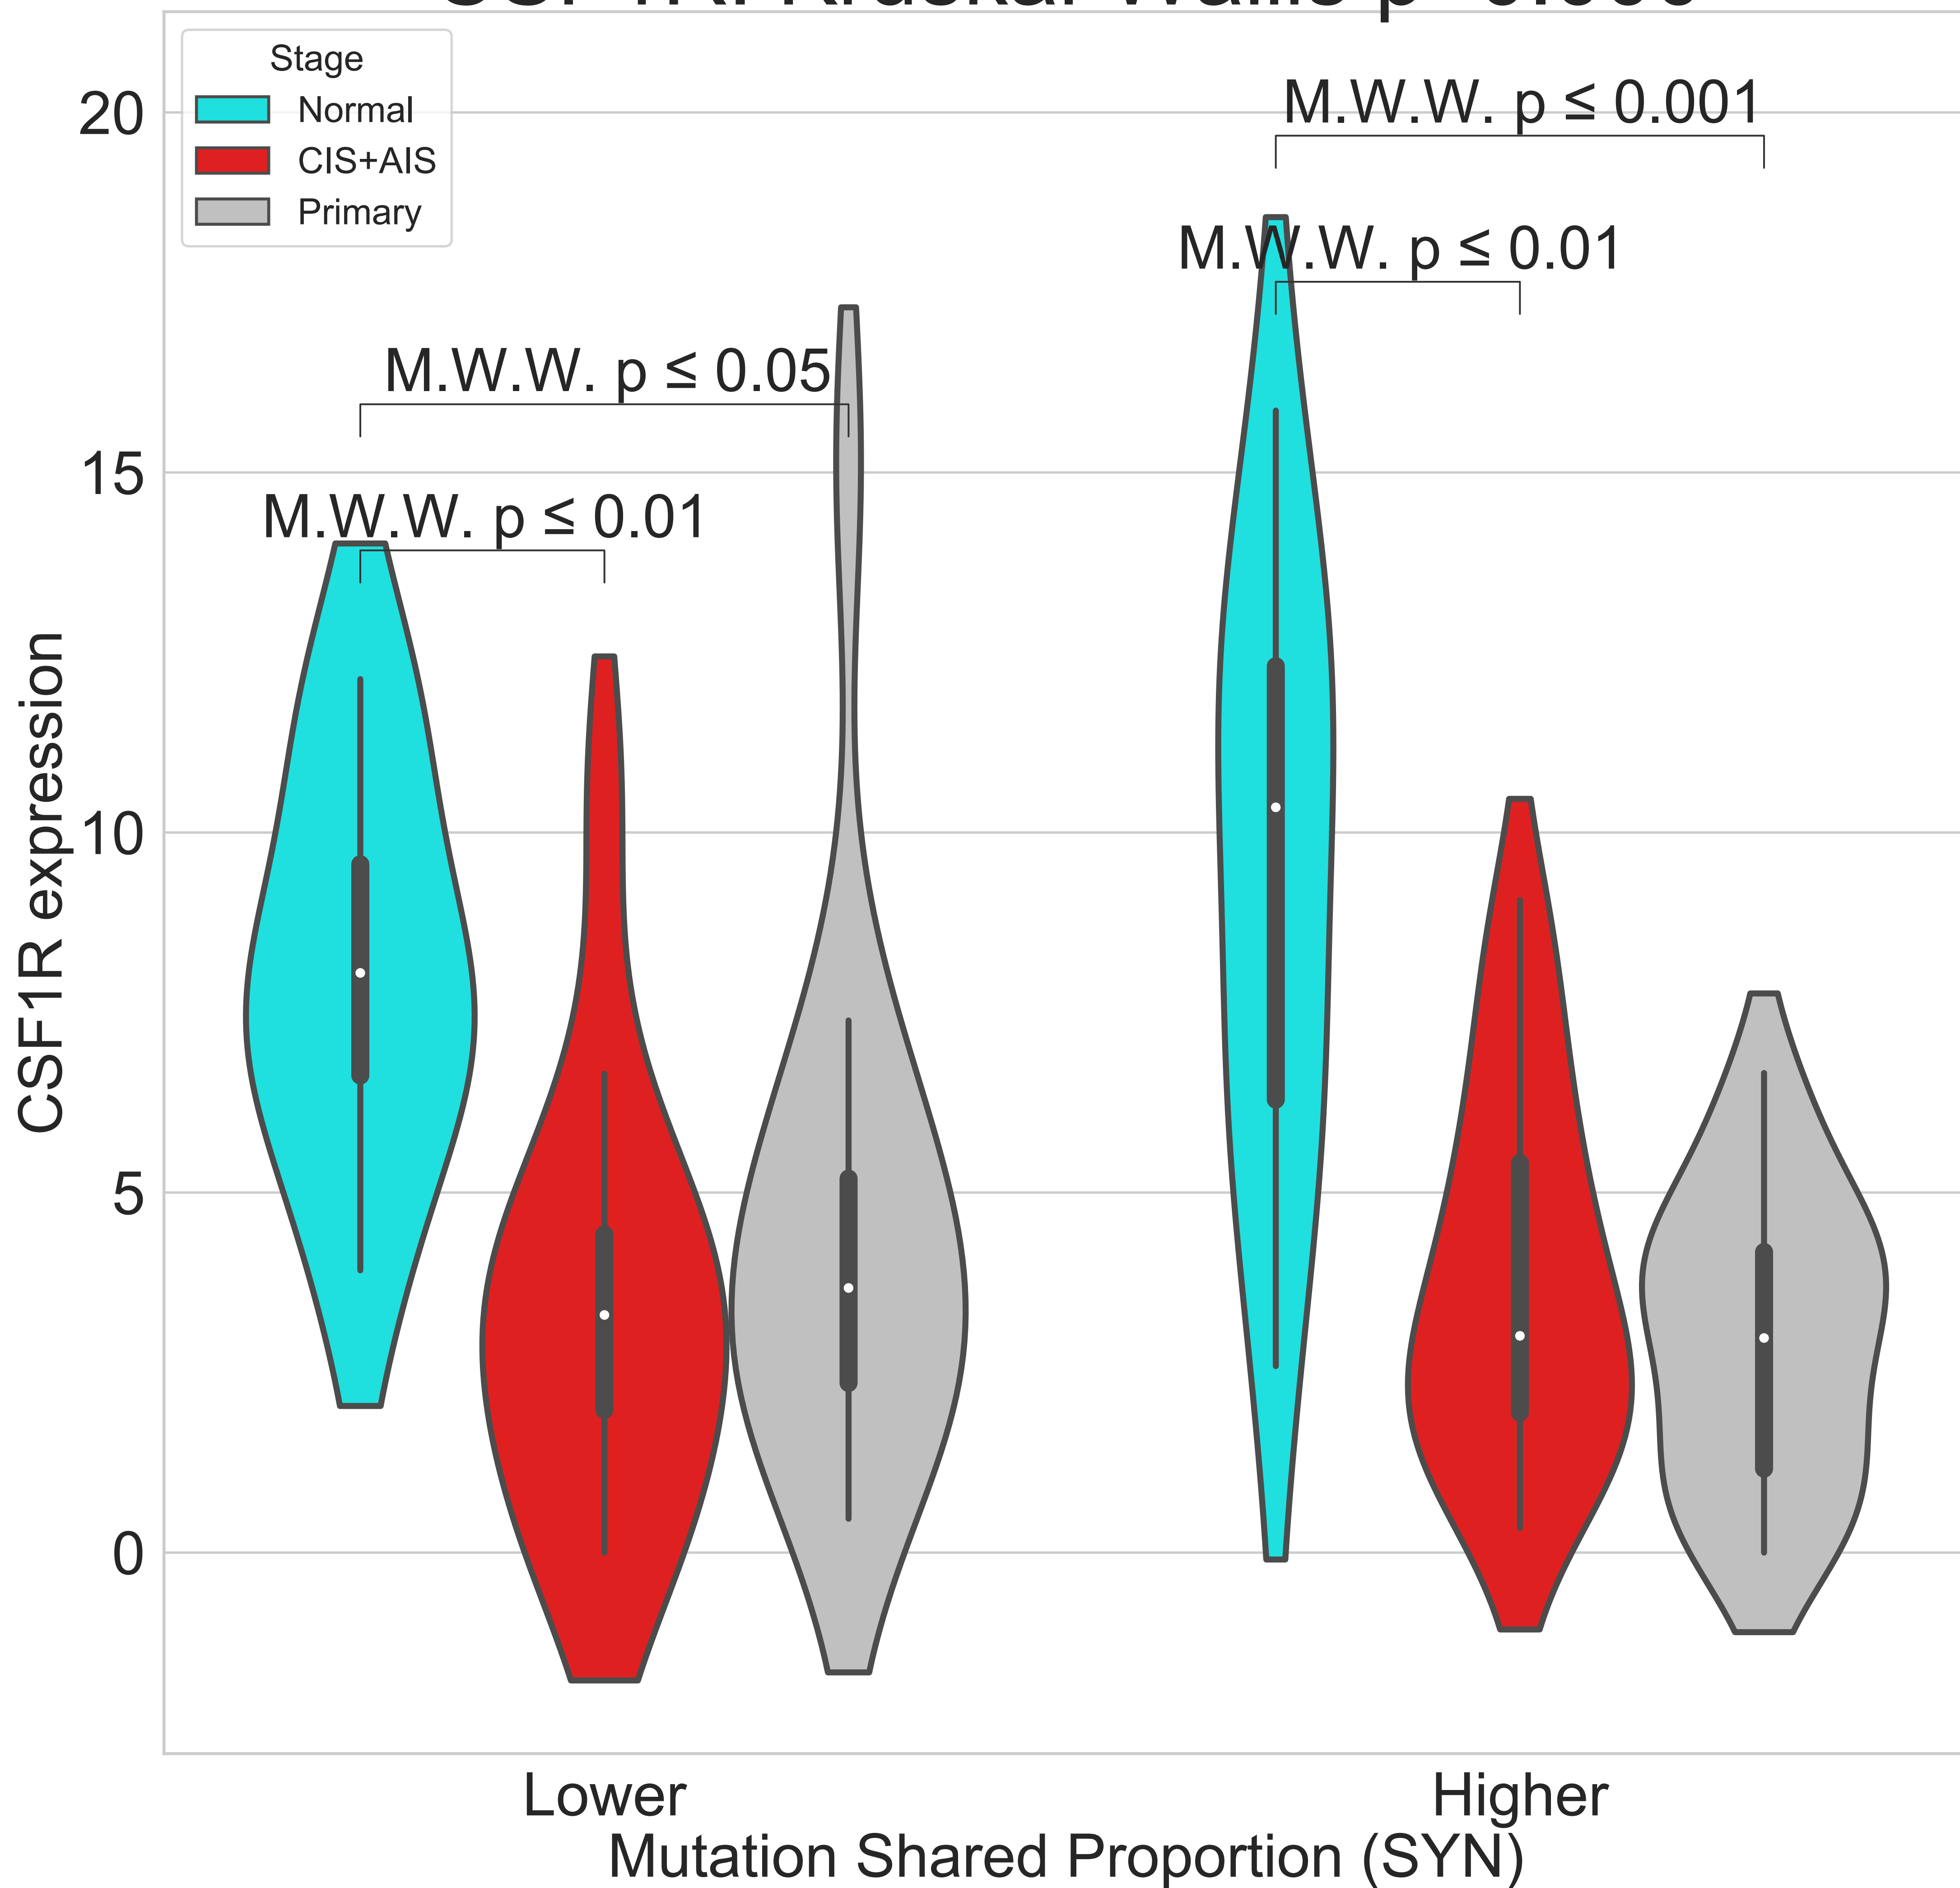 Stage
Normal
CIS+AIS
Primary
M.W.W. p ≤ 0.001
M.W.W. p ≤ 0.01
M.W.W. p ≤ 0.05
M.W.W. p ≤ 0.01
20
15
10
5
0
CSF1R expression
Lower
Higher
Mutation Shared Proportion (SYN)